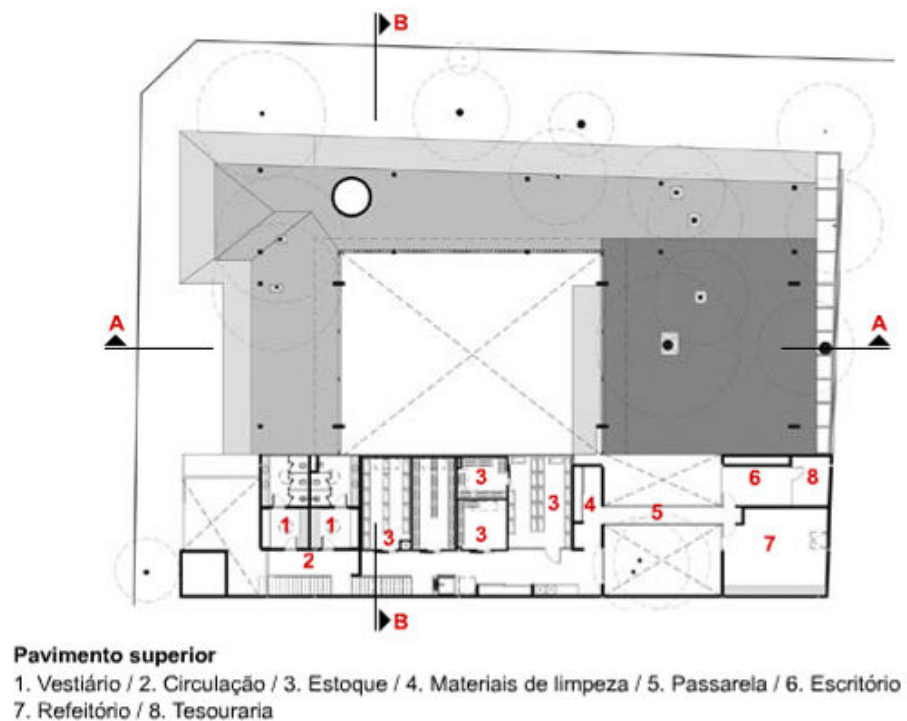 B
A A
6 8
3
1 1 3 3 3 4 5
7
2
B
Pavimento superior
1. Vestiário / 2. Circulação / 3. Estoque / 4. Materiais de limpeza / 5. Passarela / 6. Escritório
7. Refeitório / 8. Tesouraria